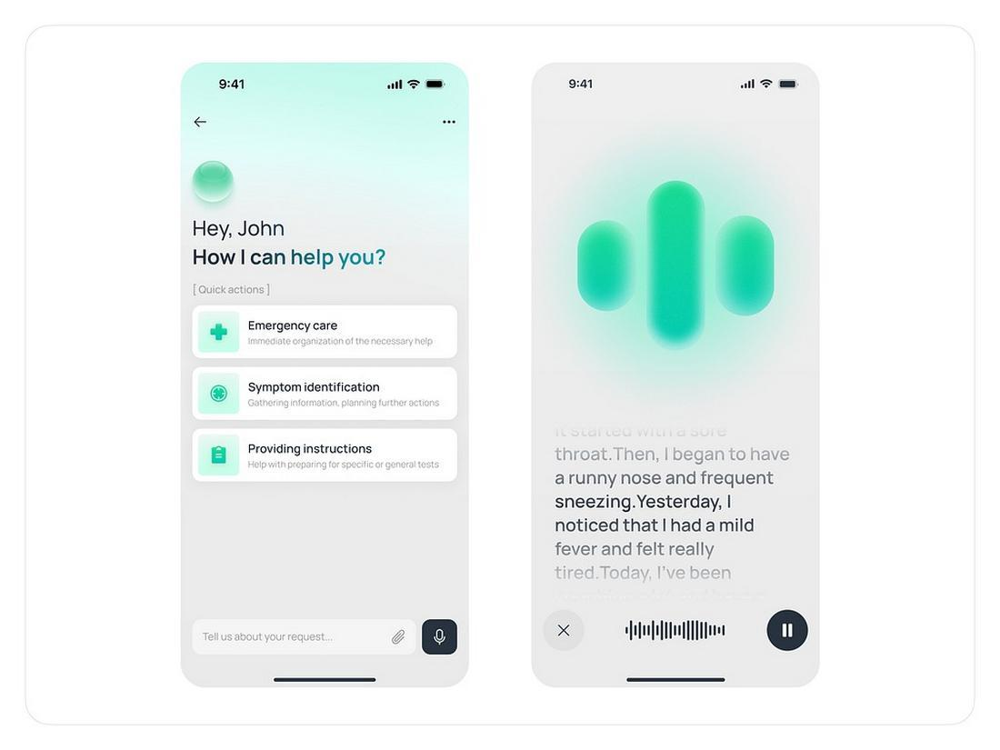 9:41
Hey, John
How I can help you?
[ Quick actions ]
Emergency care
Immediate organization of the necessary help
Symptom identification
Gathering information, planning further actions
Providing instructions
Help with preparing for specific or general tests
Tell us about your request...
9:41
It started with a sore
throat.Then, I began to have
a runny nose and frequent
sneezing.Yesterday, I
noticed that I had a mild
fever and felt really
tired.Today, I've been